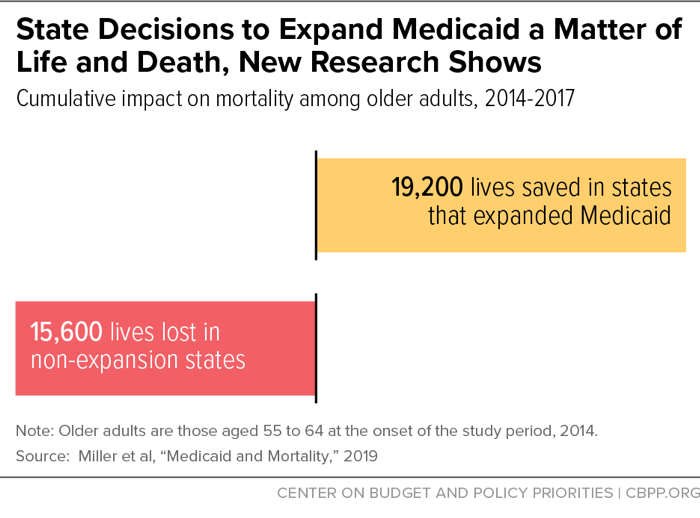 State Decisions to Expand Medicaid a Matter of
Life and Death, New Research Shows
Cumulative impact on mortality among older adults, 2014-2017
19,200 lives saved in states
that expanded Medicaid
15,600 lives lost in
non-expansion states
Note: Older adults are those aged 55 to 64 at the onset of the study period, 2014.
Source: Miller et al, “Medicaid and Mortality,” 2019
CENTER ON BUDGET AND POLICY PRIORITIES | CBPP.ORG